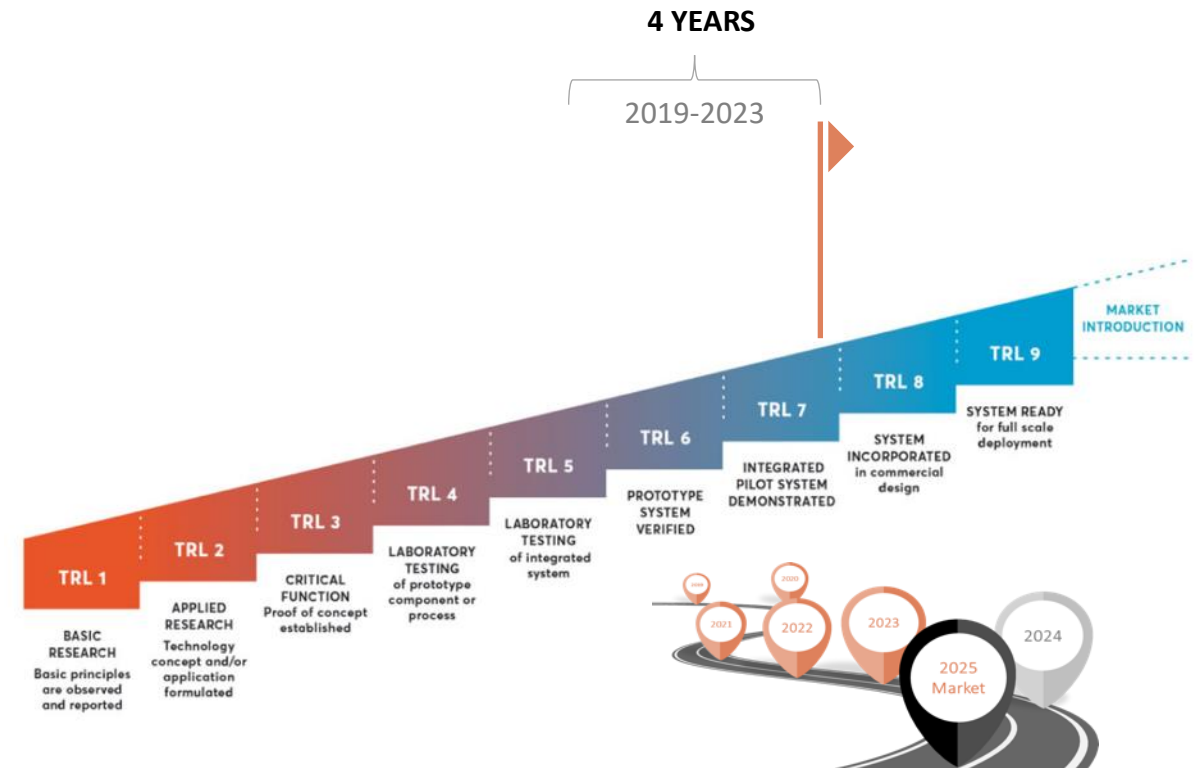 4 YEARS
2019-2023
MARKET
INTRODUCTION
TRL 9
SYSTEM READY
for full scale
deployment
TRL 8
SYSTEM
INCORPORATED
in commercial
design
TRL 7
INTEGRATED
PILOT SYSTEM
DEMONSTRATED
TRL 6
PROTOTYPE
SYSTEM
VERIFIED
TRL 5
LABORATORY
TESTING
of integrated
system
TRL 4
LABORATORY
TESTING
of prototype
component or
process
TRL 3
CRITICAL
FUNCTION
Proof of concept
established
TRL 2
APPLIED
RESEARCH
Technology
concept and/or
application
formulated
TRL 1
BASIC
RESEARCH
Basic principles
are observed
and reported
2019
2020
2021
2022
2023
2024
2025
Market